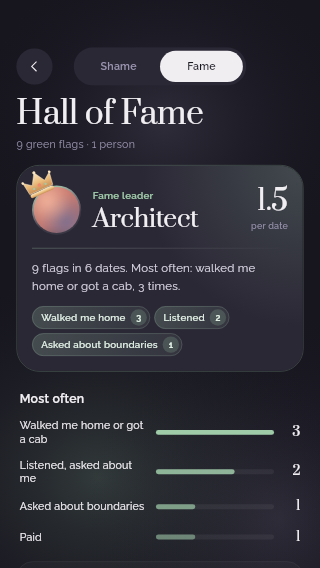 Shame
Fame
Hall of Fame
9 green flags · 1 person
Fame leader
Architect
1.5
per date
9 flags in 6 dates. Most often: walked me
home or got a cab, 3 times.
Walked me home 3
Listened 2
Asked about boundaries 1
Most often
Walked me home or got
a cab
3
Listened, asked about
me
2
Asked about boundaries
1
Paid
1